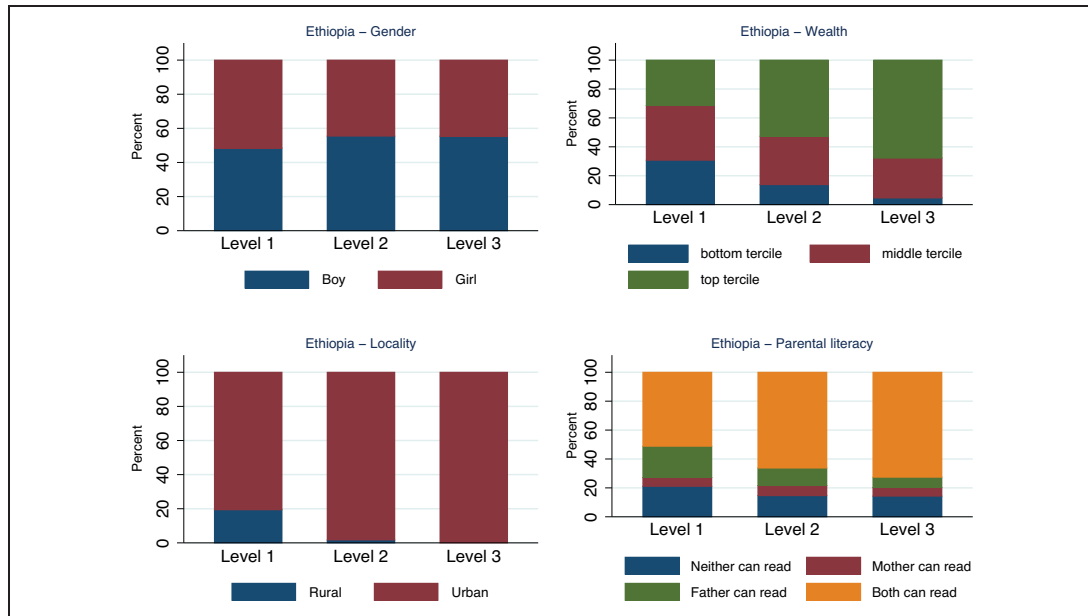 Ethiopia – Gender
Percent
0
20
40
60
80
100
Level 1 Level 2 Level 3
Boy Girl
Ethiopia – Wealth
Percent
0
20
40
60
80
100
Level 1 Level 2 Level 3
bottom tercile middle tercile
top tercile
Ethiopia – Locality
Percent
0
20
40
60
80
100
Level 1 Level 2 Level 3
Rural Urban
Ethiopia – Parental literacy
Percent
0
20
40
60
80
100
Level 1 Level 2 Level 3
Neither can read Mother can read
Father can read Both can read